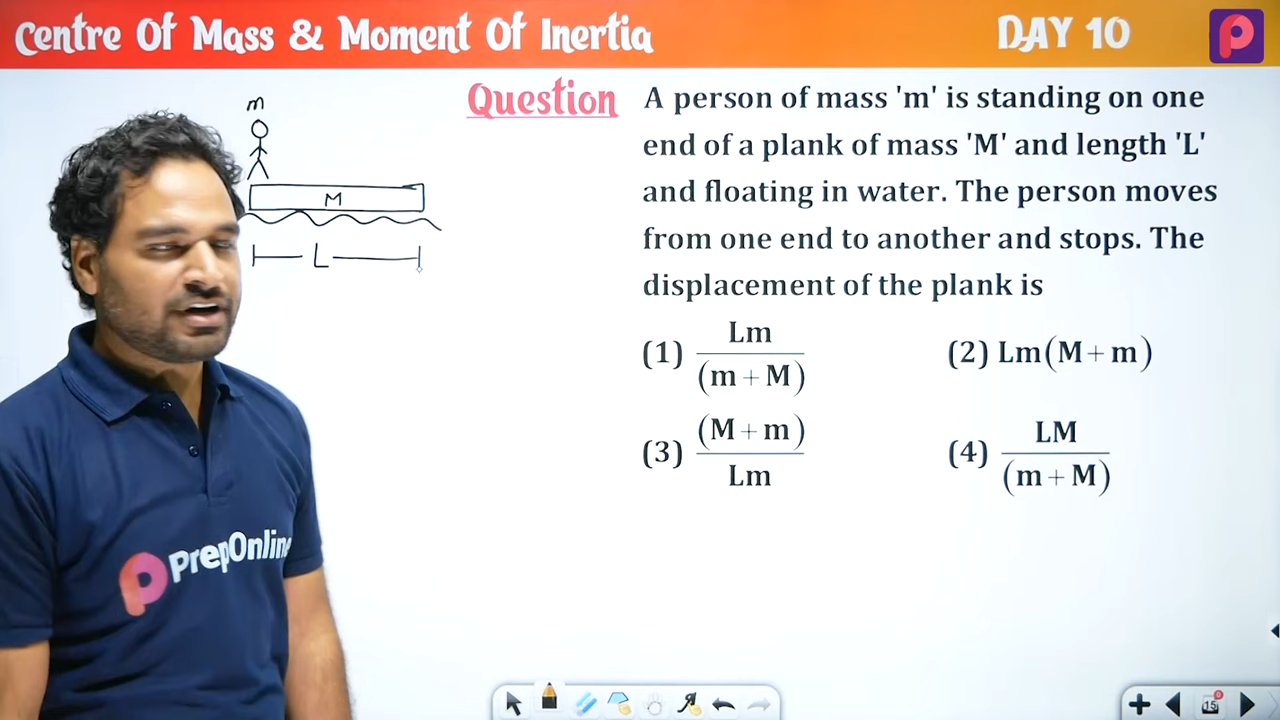 Centre Of Mass & Moment Of Inertia
DAY 10
m
M
L
Question
A person of mass 'm' is standing on one
end of a plank of mass 'M' and length 'L'
and floating in water. The person moves
from one end to another and stops. The
displacement of the plank is
(1) Lm / (m + M)
(2) Lm(M + m)
(3) (M + m) / Lm
(4) LM / (m + M)
PrepOnline
15